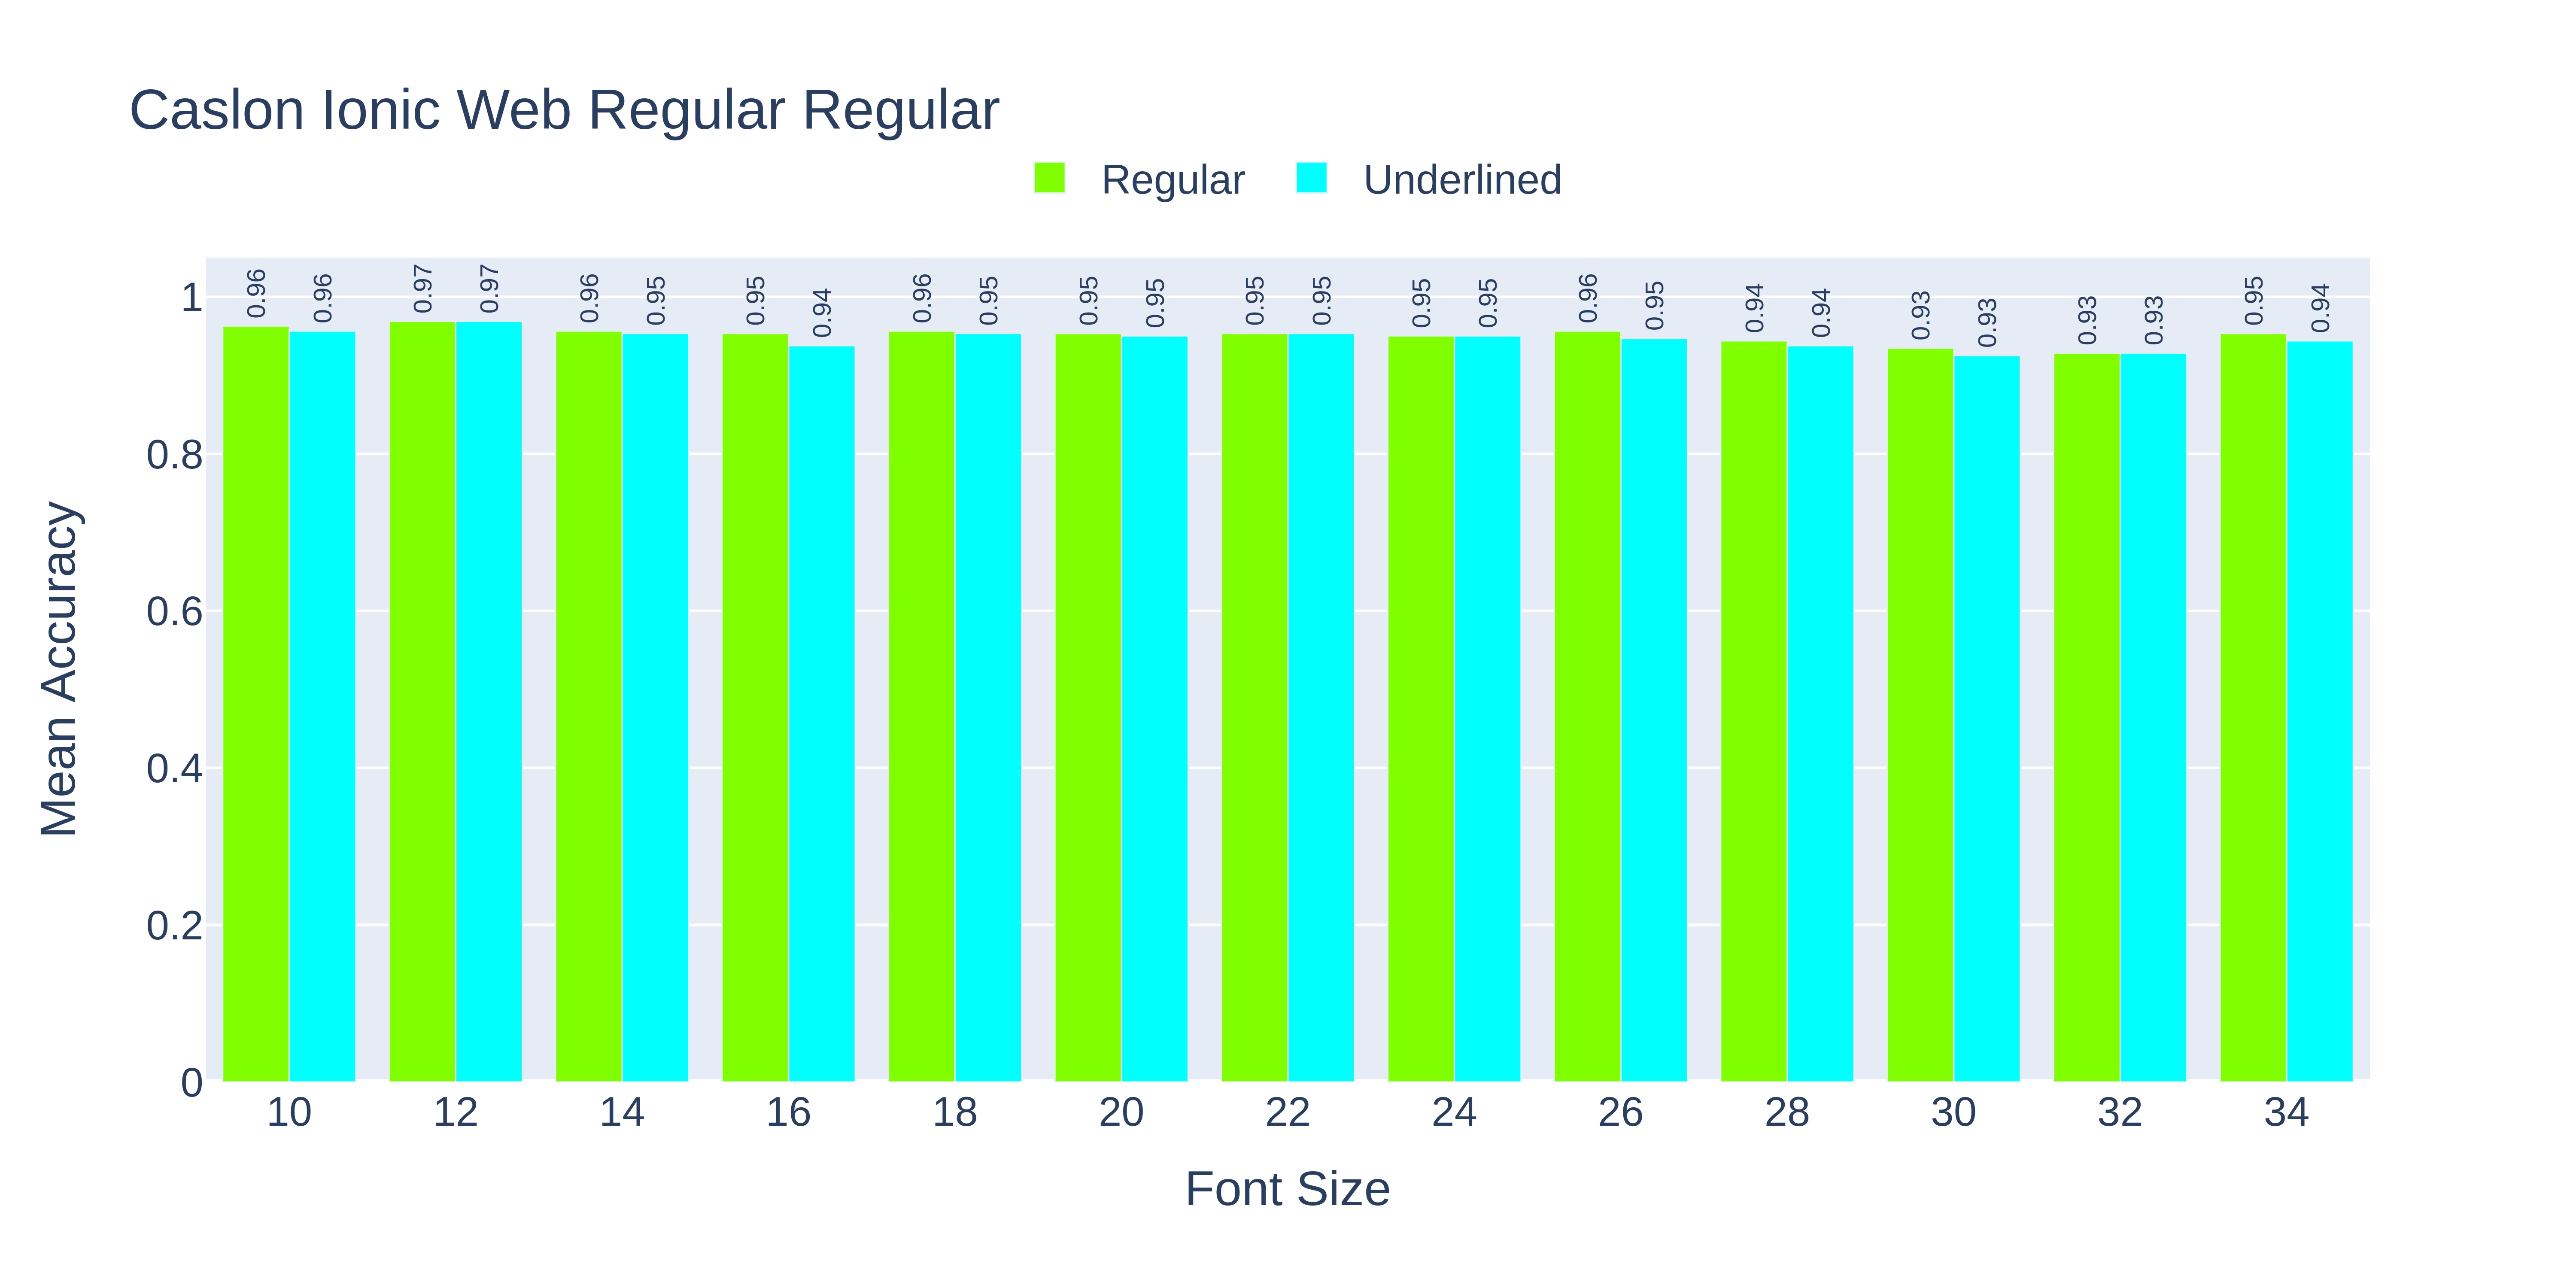 Caslon Ionic Web Regular Regular
Regular Underlined
0.96 0.96 0.97 0.97 0.96 0.95 0.95 0.94 0.96 0.95 0.95 0.95 0.95 0.95 0.95 0.95 0.96 0.95 0.94 0.94 0.93 0.93 0.93 0.93 0.95 0.94
1
0.8
0.6
0.4
0.2
0
Mean Accuracy
10 12 14 16 18 20 22 24 26 28 30 32 34
Font Size